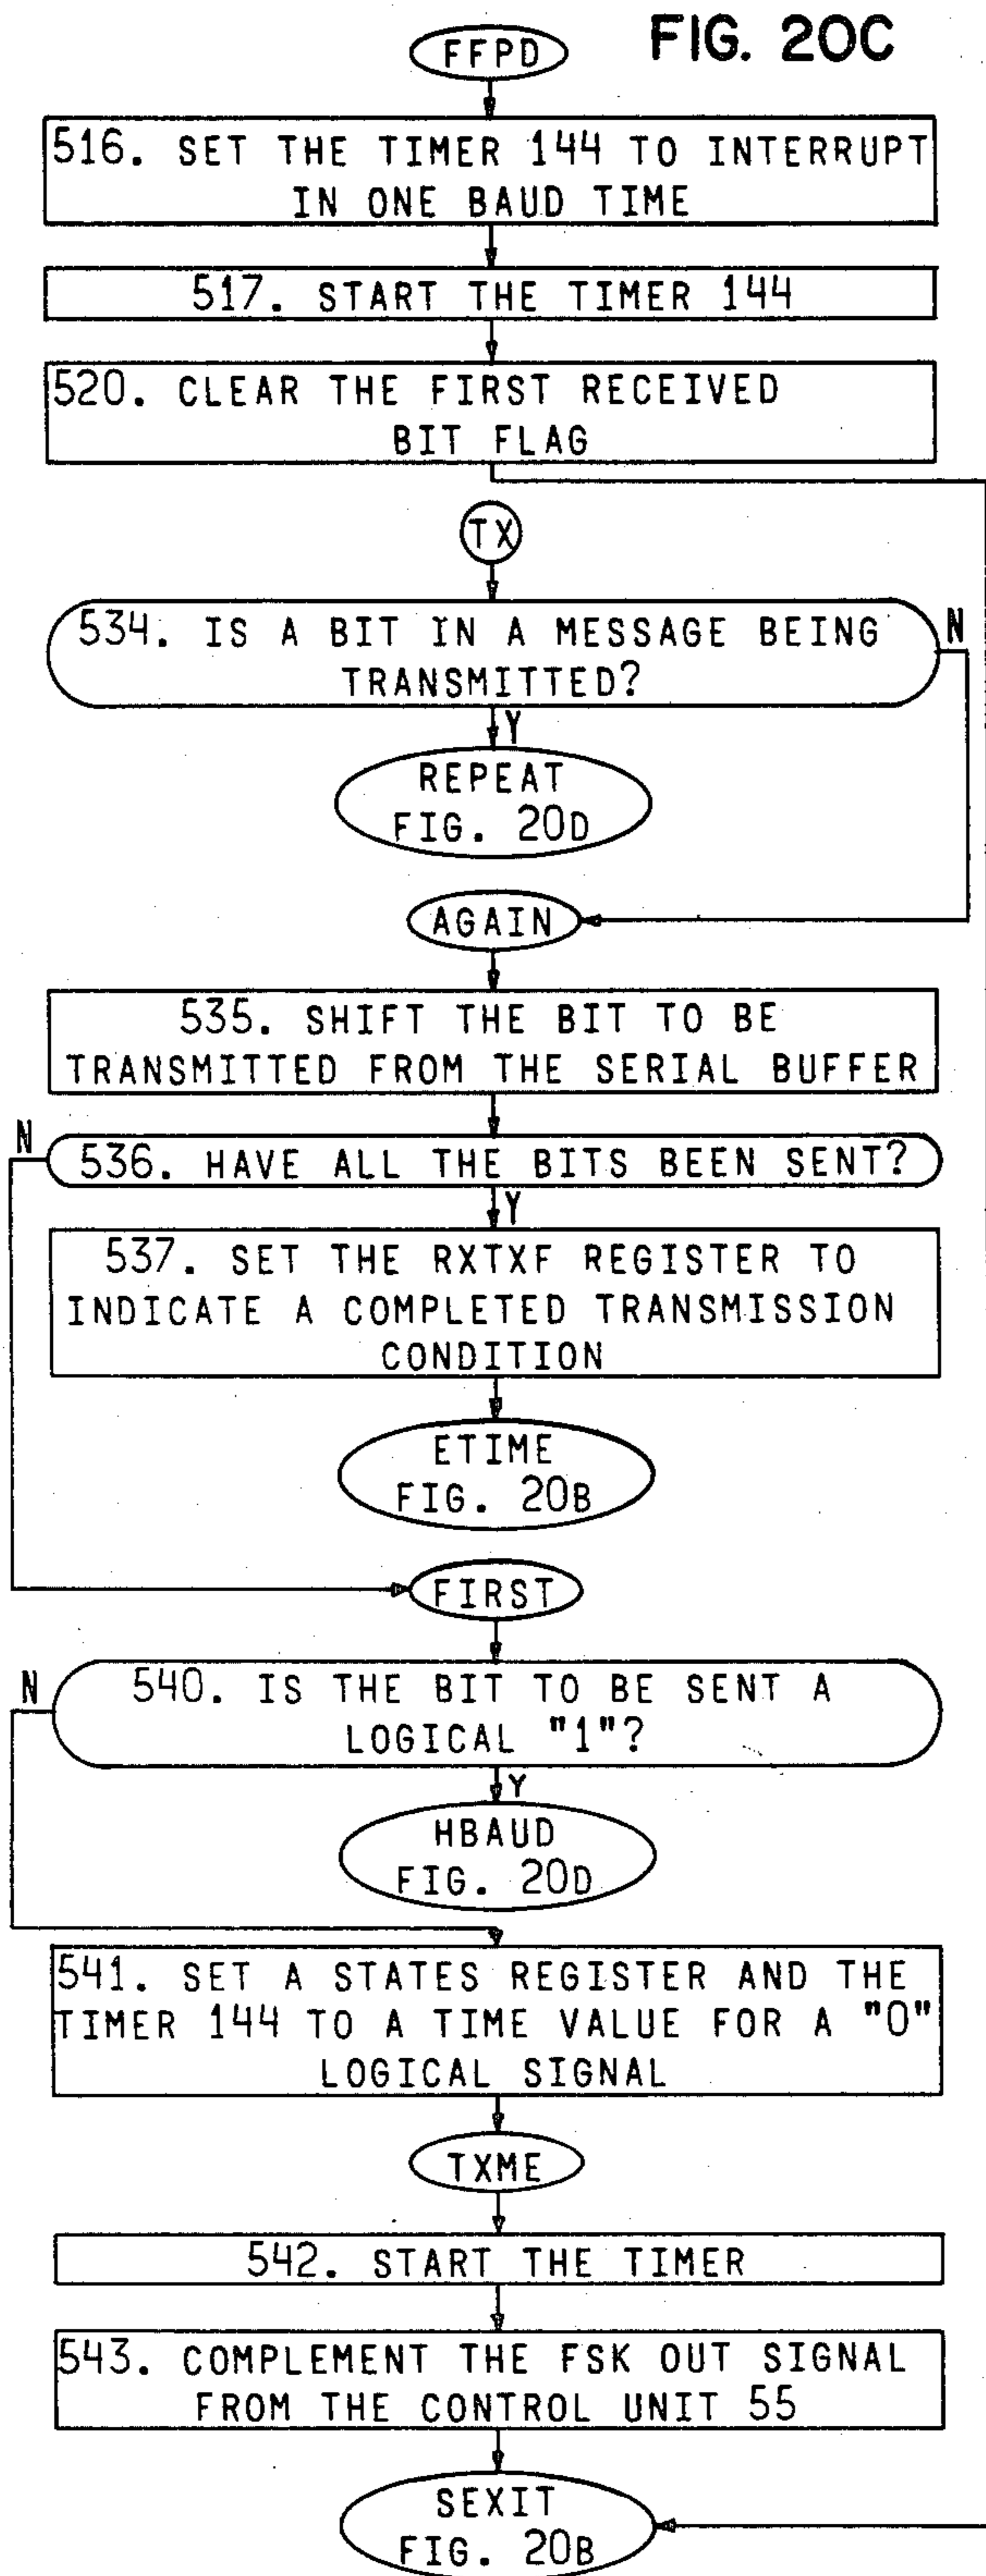 FIG. 20C
FFPD
516. SET THE TIMER 144 TO INTERRUPT
IN ONE BAUD TIME
517. START THE TIMER 144
520. CLEAR THE FIRST RECEIVED
BIT FLAG
TX
534. IS A BIT IN A MESSAGE BEING
TRANSMITTED?
N
Y
REPEAT
FIG. 20D
AGAIN
535. SHIFT THE BIT TO BE
TRANSMITTED FROM THE SERIAL BUFFER
N
536. HAVE ALL THE BITS BEEN SENT?
Y
537. SET THE RXTXF REGISTER TO
INDICATE A COMPLETED TRANSMISSION
CONDITION
ETIME
FIG. 20B
FIRST
N
540. IS THE BIT TO BE SENT A
LOGICAL "1"?
Y
HBAUD
FIG. 20D
541. SET A STATES REGISTER AND THE
TIMER 144 TO A TIME VALUE FOR A "0"
LOGICAL SIGNAL
TXME
542. START THE TIMER
543. COMPLEMENT THE FSK OUT SIGNAL
FROM THE CONTROL UNIT 55
SEXIT
FIG. 20B